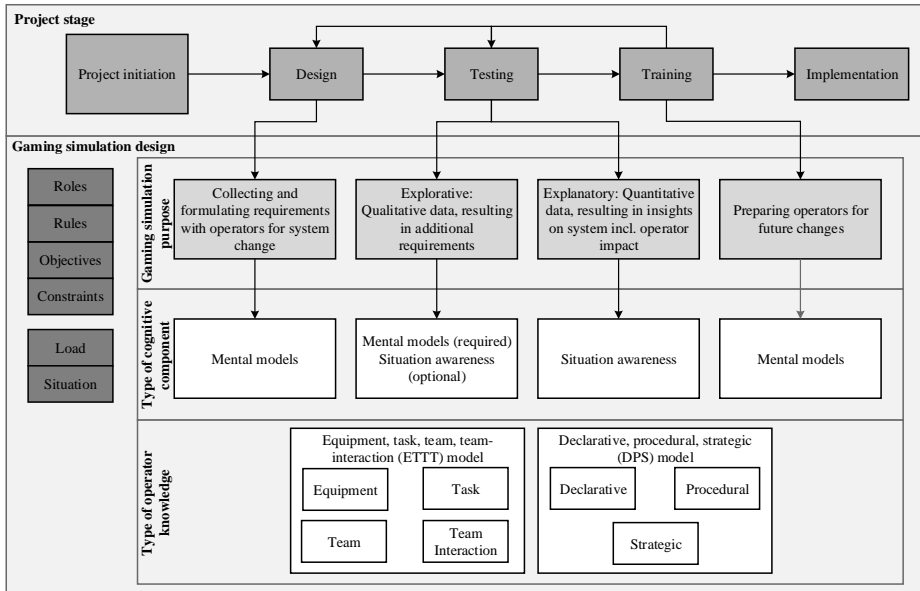 Project stage
Project initiation
Design
Testing
Training
Implementation
Gaming simulation design
Roles
Rules
Objectives
Constraints
Load
Situation
Gaming simulation
purpose
Collecting and
formulating requirements
with operators for system
change
Explorative:
Qualitative data, resulting
in additional
requirements
Explanatory: Quantitative
data, resulting in insights
on system incl. operator
impact
Preparing operators for
future changes
Type of cognitive
component
Mental models
Mental models (required)
Situation awareness
(optional)
Situation awareness
Mental models
Type of operator
knowledge
Equipment, task, team, team-
interaction (ETTT) model
Equipment
Task
Team
Team
Interaction
Declarative, procedural, strategic
(DPS) model
Declarative
Procedural
Strategic